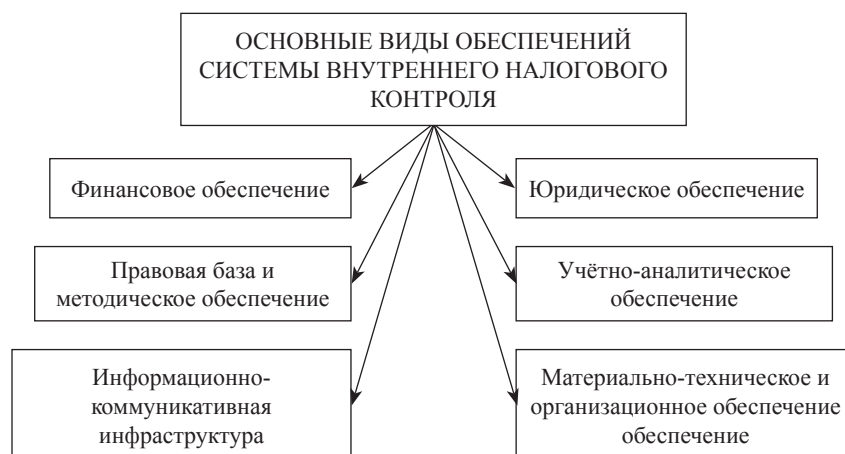 ОСНОВНЫЕ ВИДЫ ОБЕСПЕЧЕНИЙ
СИСТЕМЫ ВНУТРЕННЕГО НАЛОГОВОГО
КОНТРОЛЯ
Финансовое обеспечение
Юридическое обеспечение
Правовая база и
методическое обеспечение
Учётно-аналитическое
обеспечение
Информационно-
коммуникативная
инфраструктура
Материально-техническое и
организационное обеспечение
обеспечение